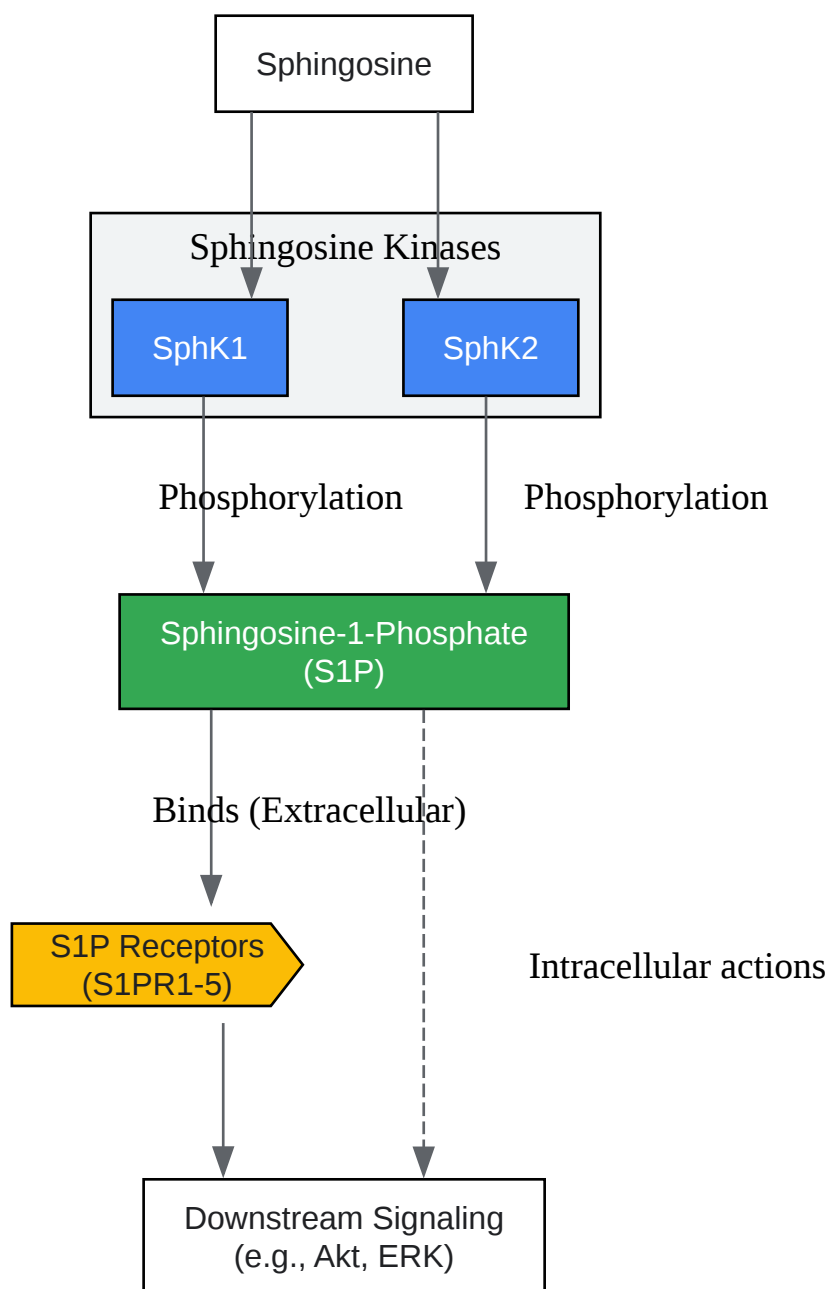 Sphingosine
Sphingosine Kinases
SphK1
SphK2
Phosphorylation
Phosphorylation
Sphingosine-1-Phosphate
(S1P)
Binds (Extracellular)
S1P Receptors
(S1PR1-5)
Intracellular actions
Downstream Signaling
(e.g., Akt, ERK)